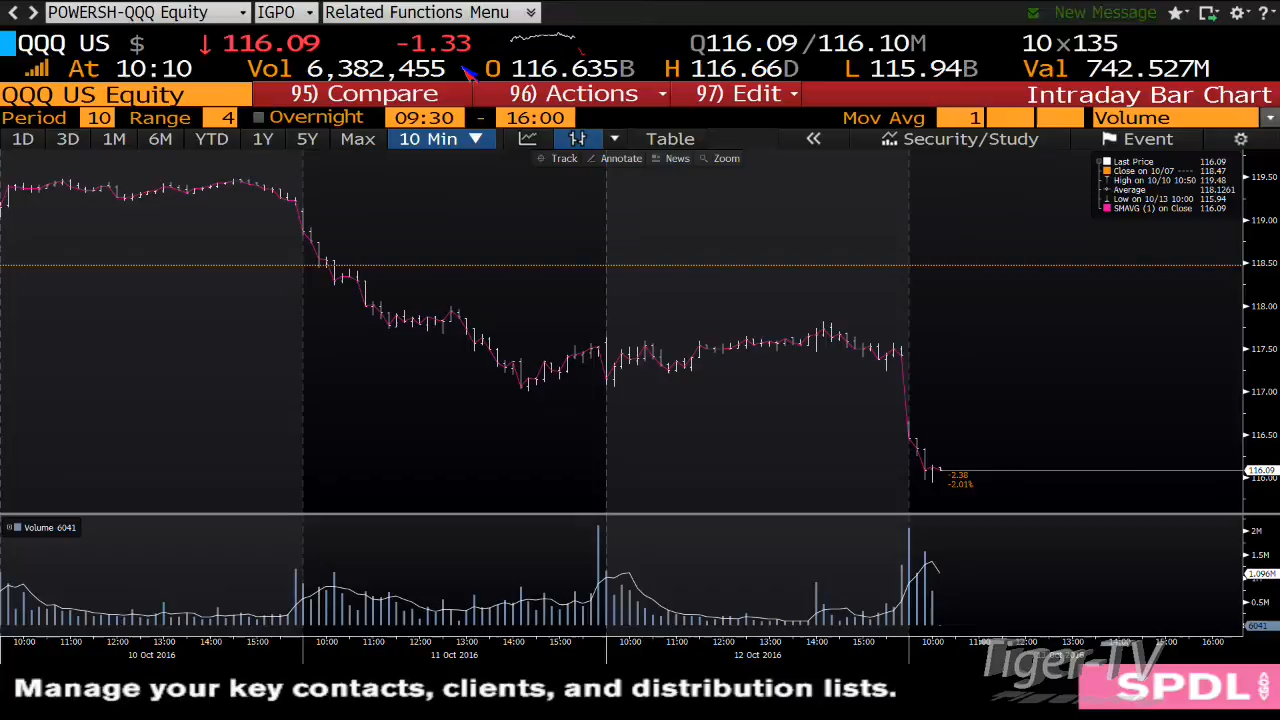 POWERSH-QQQ Equity IGPO Related Functions Menu New Message
QQQ US $ ↓ 116.09 -1.33 Q116.09/116.10M 10x135
At 10:10 Vol 6,382,455 O 116.635B H 116.66D L 115.94B Val 742.527M
QQQ US Equity 95) Compare 96) Actions 97) Edit Intraday Bar Chart
Period 10 Range 4 Overnight 09:30 - 16:00 Mov Avg 1 Volume
1D 3D 1M 6M YTD 1Y 5Y Max 10 Min ▼ Table « Security/Study Event
Track Annotate News Zoom
Last Price 116.09
Close on 10/07 ---- 118.47
High on 10/10 10:50 119.48
Average 118.1261
Low on 10/13 10:00 115.94
SMAVG (1) on Close 116.09
119.50
119.00
118.50
118.00
117.50
117.00
116.50
116.09
116.00
-2.38
-2.01%
Volume 6041
2M
1.5M
1.096M
0.5M
6041
10:00 11:00 12:00 13:00 14:00 15:00 10:00 11:00 12:00 13:00 14:00 15:00 10:00 11:00 12:00 13:00 14:00 15:00 10:00 11:00 12:00 13:00 14:00 15:00 16:00
10 Oct 2016 11 Oct 2016 12 Oct 2016 13 Oct 2016
Tiger-TV
Manage your key contacts, clients, and distribution lists. SPDL